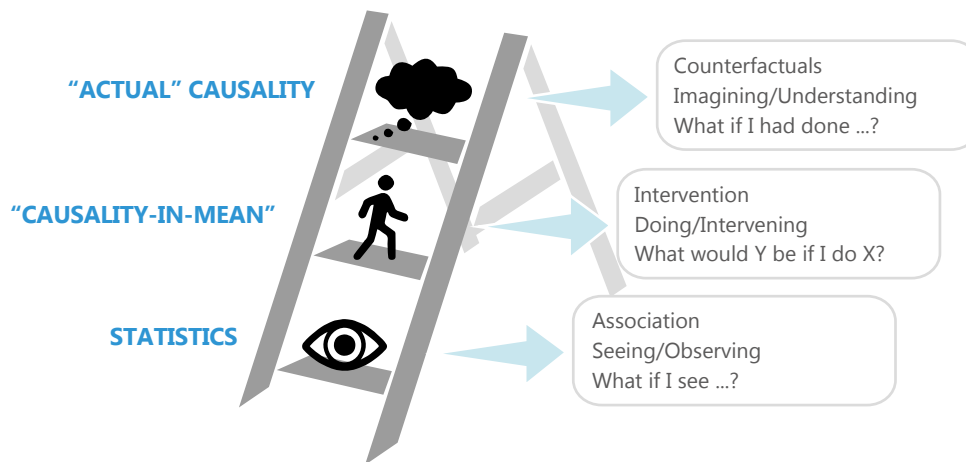 “ACTUAL” CAUSALITY
Counterfactuals
Imagining/Understanding
What if I had done ...?
“CAUSALITY-IN-MEAN”
Intervention
Doing/Intervening
What would Y be if I do X?
STATISTICS
Association
Seeing/Observing
What if I see ...?